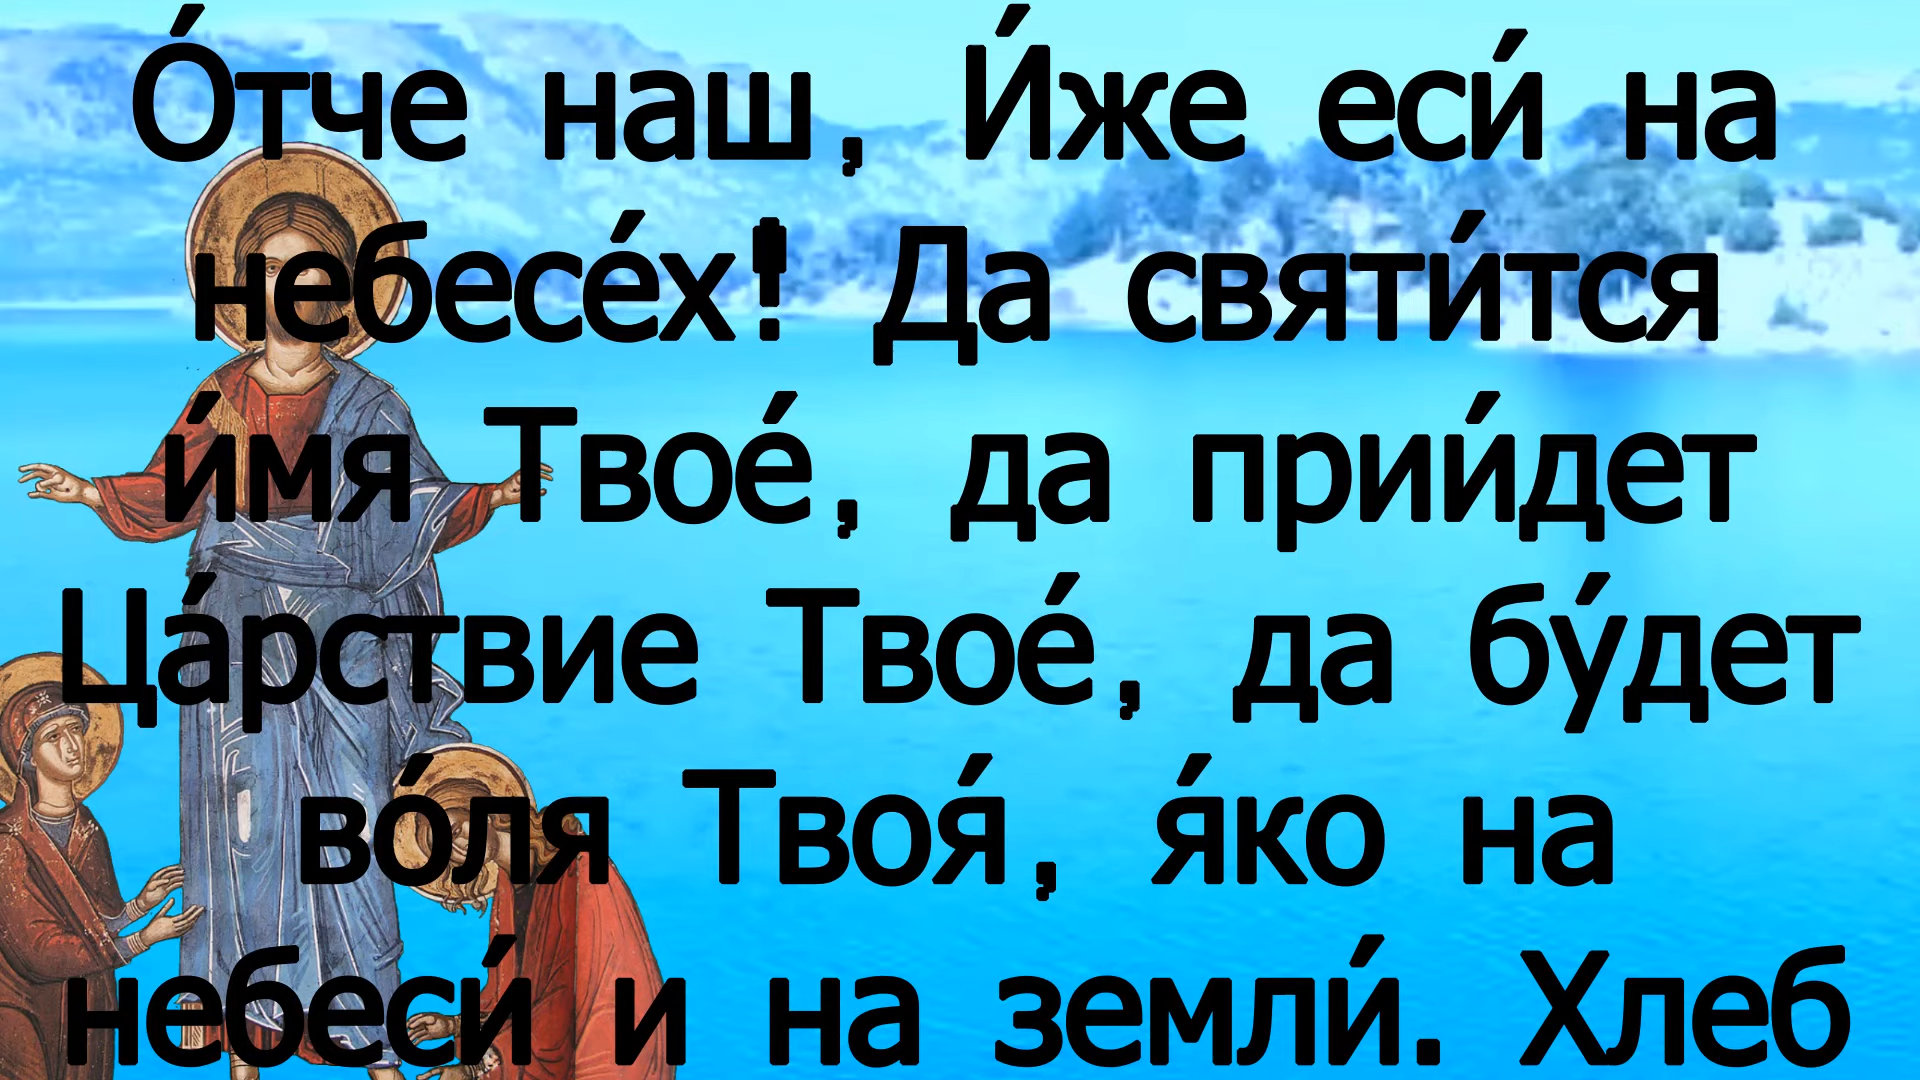 О́тче наш, И́же еси́ на
небесе́х! Да святи́тся
и́мя Твое́, да прии́дет
Ца́рствие Твое́, да бу́дет
во́ля Твоя́, я́ко на
небеси́ и на земли́. Хлеб